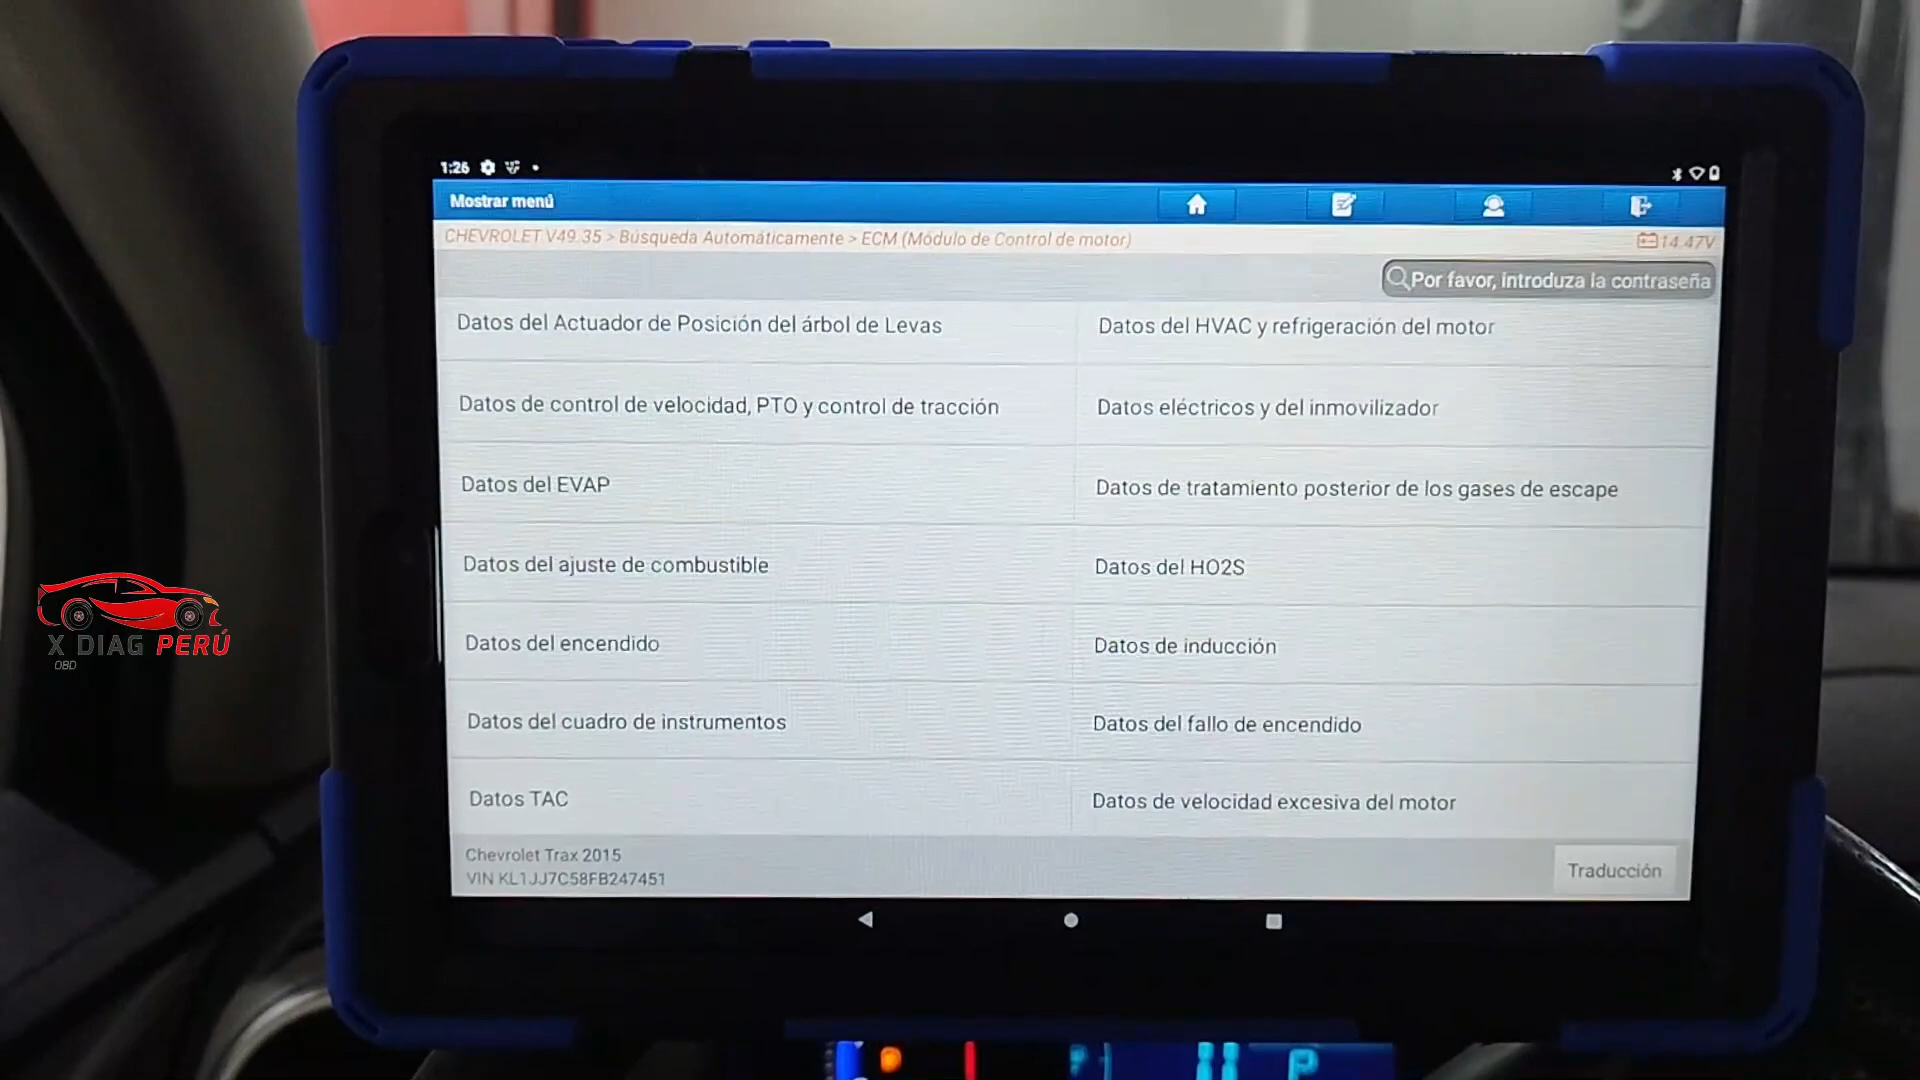 1:26
Mostrar menú
CHEVROLET V49.35 > Búsqueda Automáticamente > ECM (Módulo de Control de motor)
14.47V
Por favor, introduza la contraseña
Datos del Actuador de Posición del árbol de Levas
Datos del HVAC y refrigeración del motor
Datos de control de velocidad, PTO y control de tracción
Datos eléctricos y del inmovilizador
Datos del EVAP
Datos de tratamiento posterior de los gases de escape
Datos del ajuste de combustible
Datos del HO2S
Datos del encendido
Datos de inducción
Datos del cuadro de instrumentos
Datos del fallo de encendido
Datos TAC
Datos de velocidad excesiva del motor
Chevrolet Trax 2015
VIN KL1JJ7C58FB247451
Traducción
X DIAG PERÚ
OBD
P